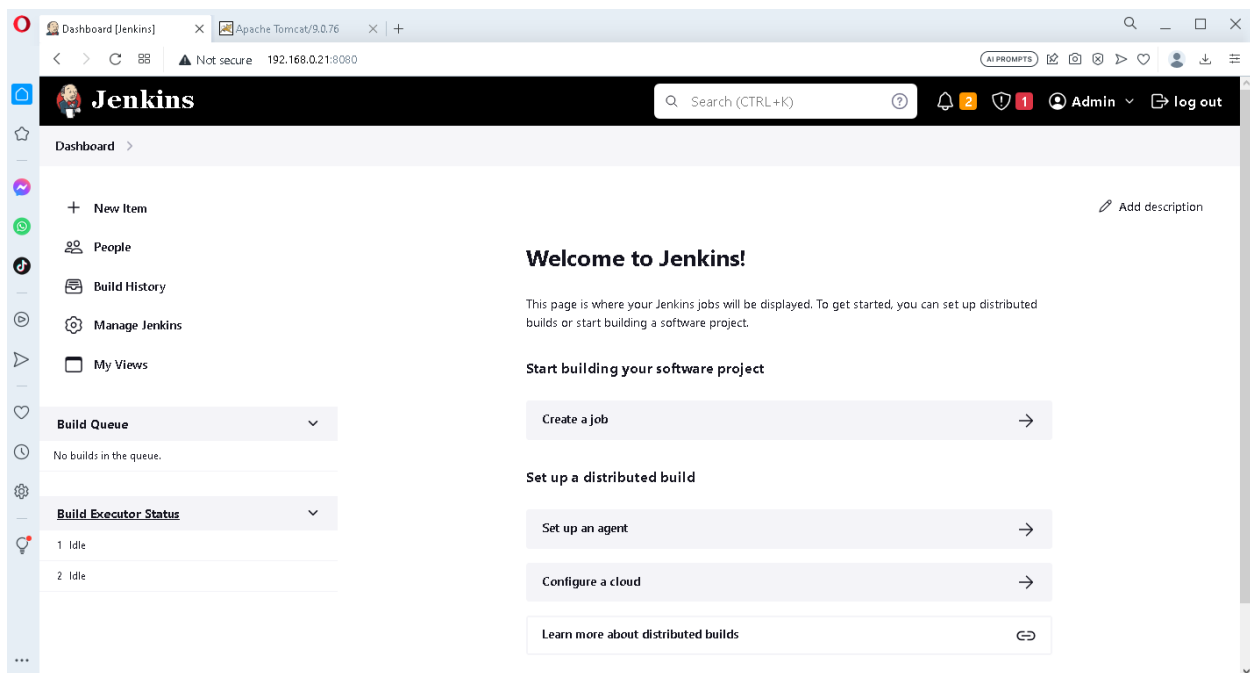 Dashboard [Jenkins]
Apache Tomcat/9.0.76
Not secure 192.168.0.21:8080
AI PROMPTS
Jenkins
Search (CTRL+K)
2
1
Admin
log out
Dashboard
New Item
People
Build History
Manage Jenkins
My Views
Add description
Welcome to Jenkins!
This page is where your Jenkins jobs will be displayed. To get started, you can set up distributed
builds or start building a software project.
Start building your software project
Create a job
Set up a distributed build
Set up an agent
Configure a cloud
Learn more about distributed builds
Build Queue
No builds in the queue.
Build Executor Status
1 Idle
2 Idle